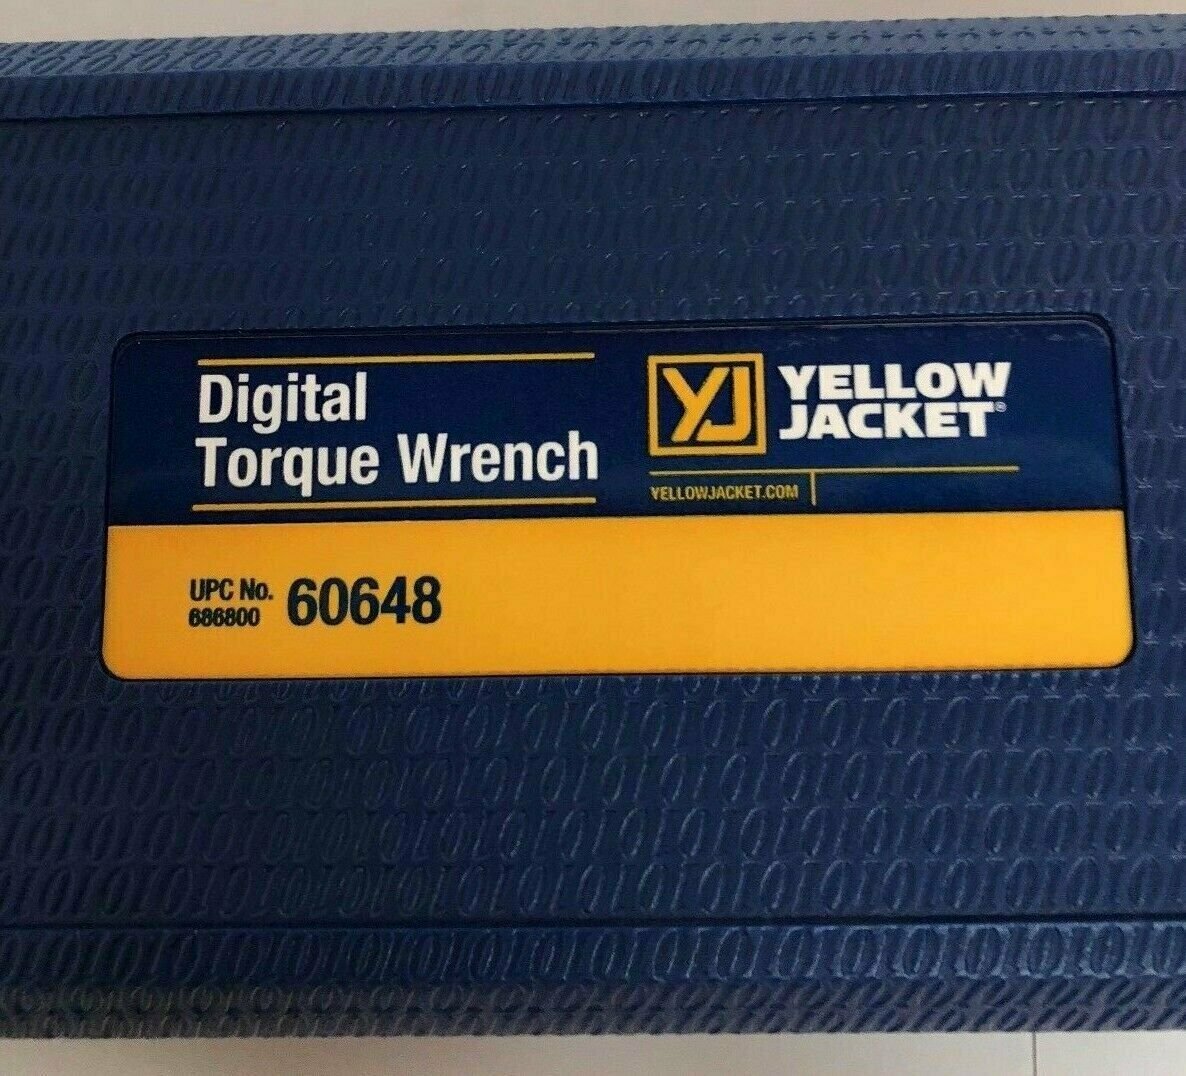 Digital
Torque Wrench
YJ YELLOW
JACKET®
YELLOWJACKET.COM
UPC No.
686800 60648